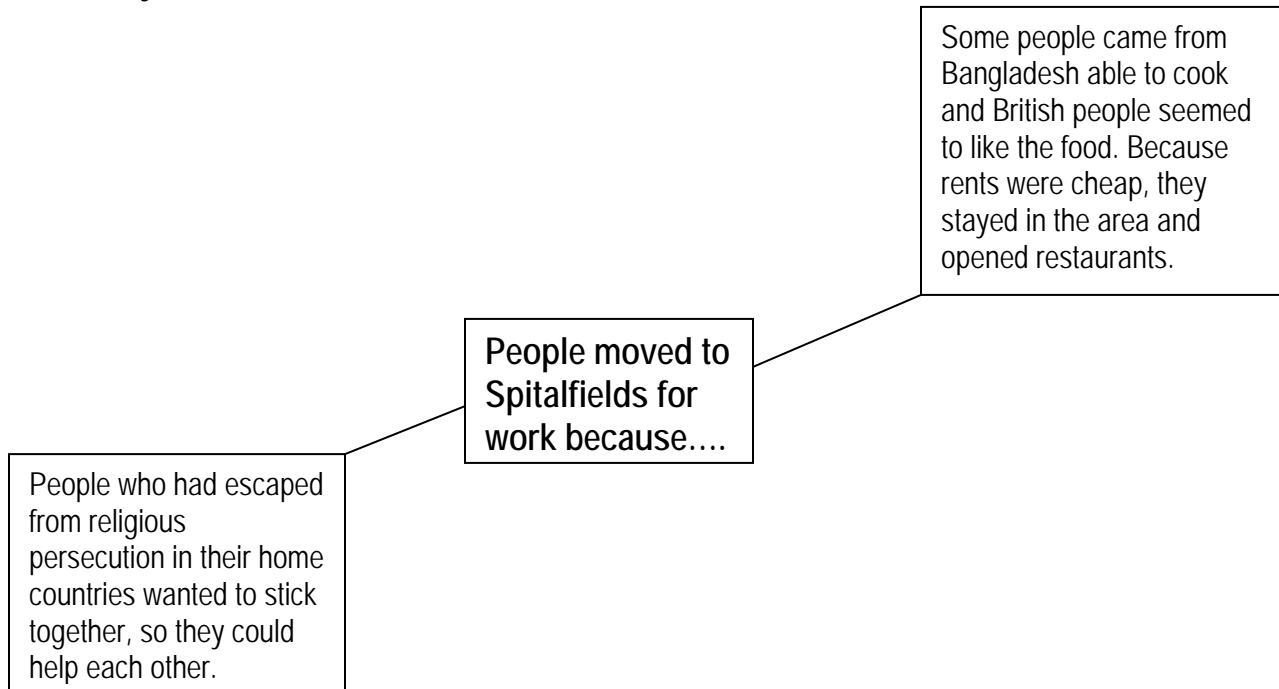 Some people came from
Bangladesh able to cook
and British people seemed
to like the food. Because
rents were cheap, they
stayed in the area and
opened restaurants.
People moved to
Spitalfields for
work because....
People who had escaped
from religious
persecution in their home
countries wanted to stick
together, so they could
help each other.